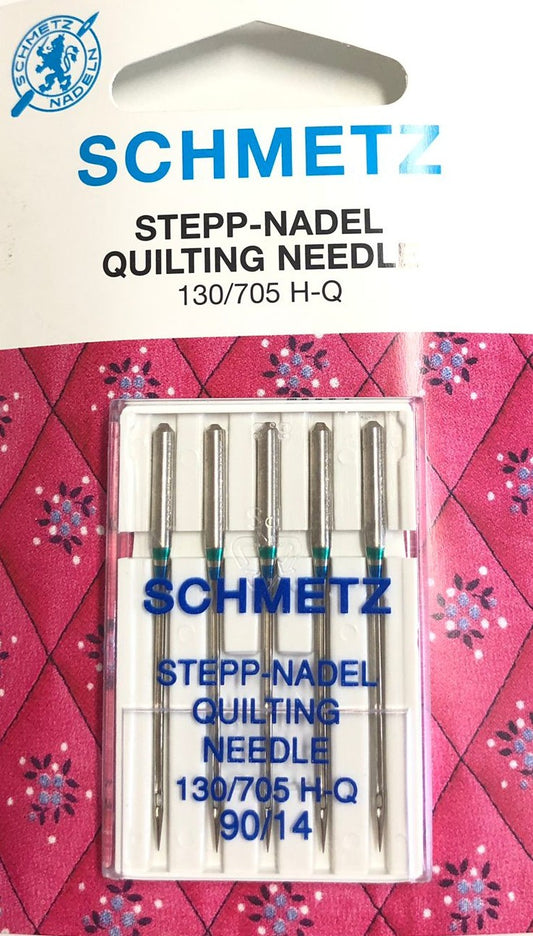 SCHMETZ
NADELN
SCHMETZ
STEPP-NADEL
QUILTING NEEDLE
130/705 H-Q
SCHMETZ
STEPP-NADEL
QUILTING
NEEDLE
130/705 H-Q
90/14